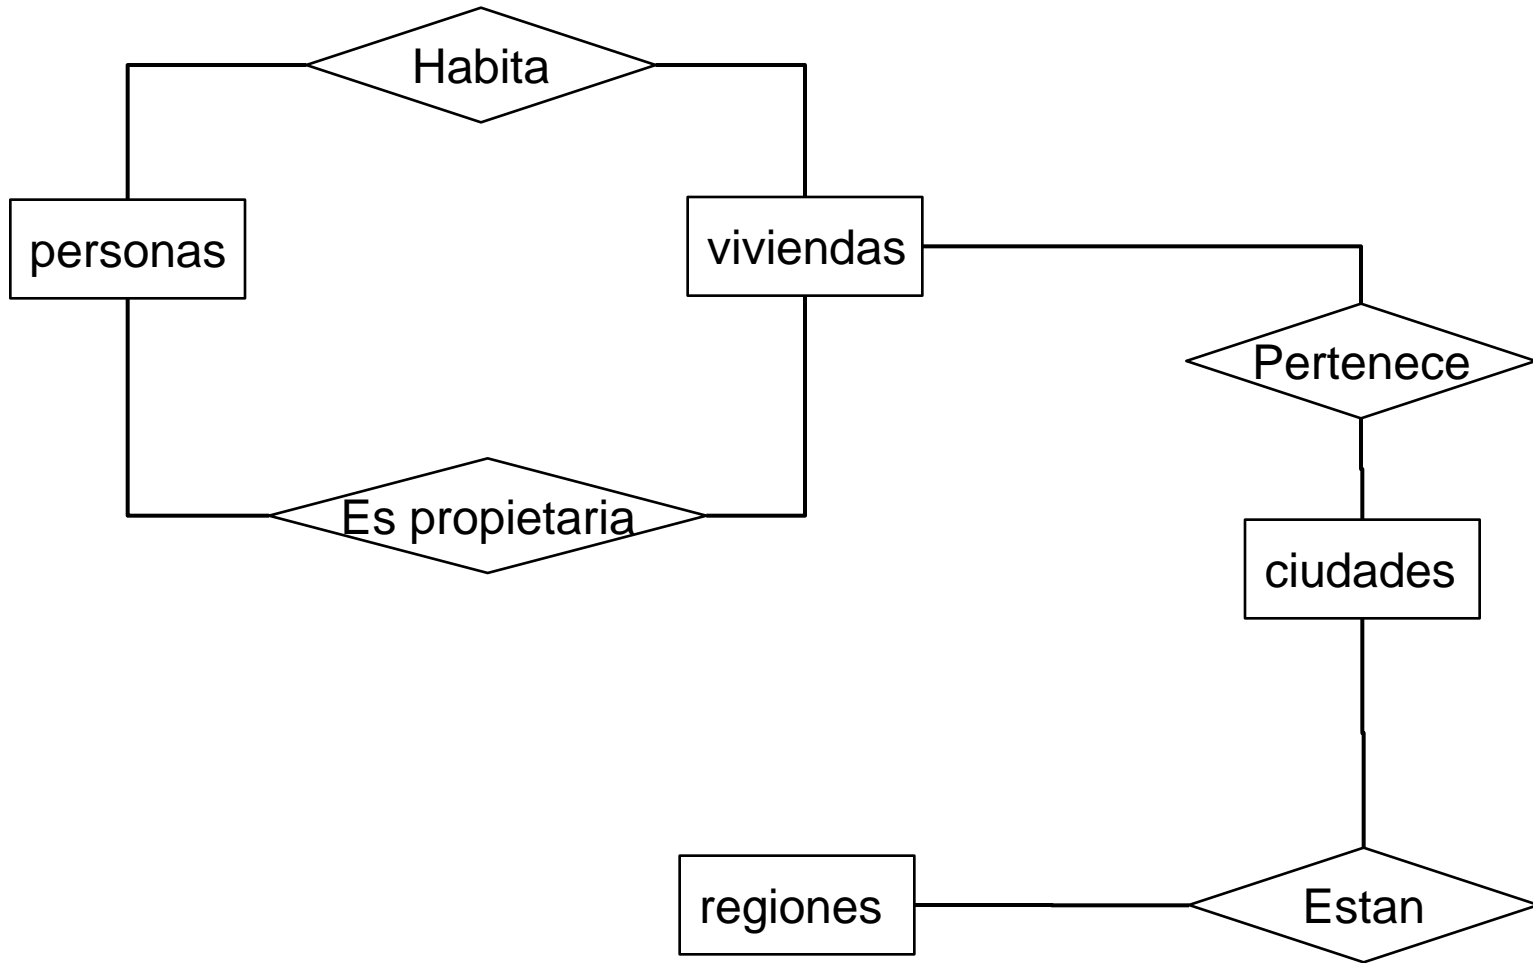 Habita
personas
viviendas
Pertenece
Es propietaria
ciudades
regiones
Estan